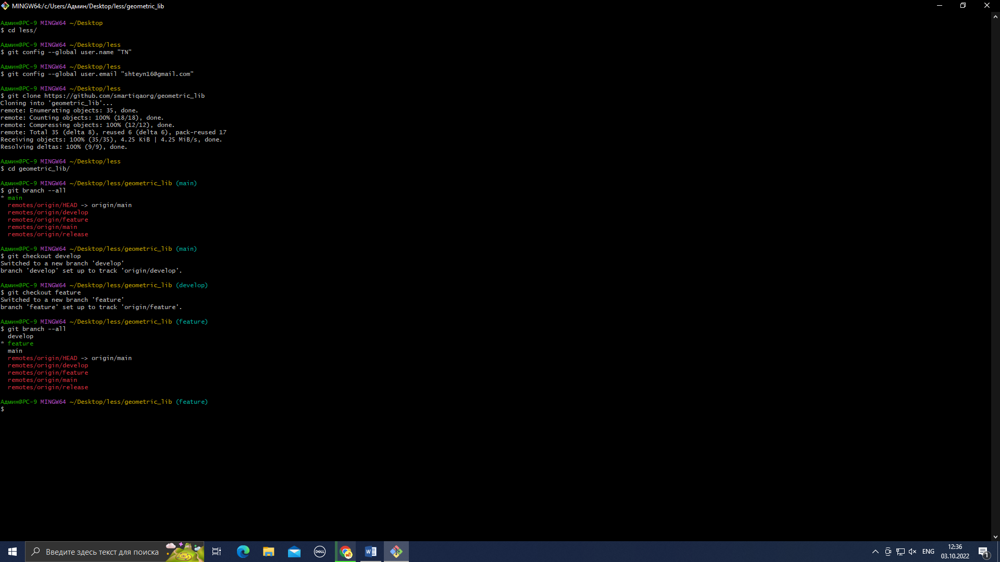 MINGW64:/c/Users/Админ/Desktop/less/geometric_lib
Админ@PC-9 MINGW64 ~/Desktop
$ cd less/
Админ@PC-9 MINGW64 ~/Desktop/less
$ git config --global user.name "TN"
Админ@PC-9 MINGW64 ~/Desktop/less
$ git config --global user.email "shteyn16@gmail.com"
Админ@PC-9 MINGW64 ~/Desktop/less
$ git clone https://github.com/smartiqaorg/geometric_lib
Cloning into 'geometric_lib'...
remote: Enumerating objects: 35, done.
remote: Counting objects: 100% (18/18), done.
remote: Compressing objects: 100% (12/12), done.
remote: Total 35 (delta 8), reused 6 (delta 6), pack-reused 17
Receiving objects: 100% (35/35), 4.25 KiB | 4.25 MiB/s, done.
Resolving deltas: 100% (9/9), done.
Админ@PC-9 MINGW64 ~/Desktop/less
$ cd geometric_lib/
Админ@PC-9 MINGW64 ~/Desktop/less/geometric_lib (main)
$ git branch --all
* main
remotes/origin/HEAD -> origin/main
remotes/origin/develop
remotes/origin/feature
remotes/origin/main
remotes/origin/release
Админ@PC-9 MINGW64 ~/Desktop/less/geometric_lib (main)
$ git checkout develop
Switched to a new branch 'develop'
branch 'develop' set up to track 'origin/develop'.
Админ@PC-9 MINGW64 ~/Desktop/less/geometric_lib (develop)
$ git checkout feature
Switched to a new branch 'feature'
branch 'feature' set up to track 'origin/feature'.
Админ@PC-9 MINGW64 ~/Desktop/less/geometric_lib (feature)
$ git branch --all
develop
* feature
main
remotes/origin/HEAD -> origin/main
remotes/origin/develop
remotes/origin/feature
remotes/origin/main
remotes/origin/release
Админ@PC-9 MINGW64 ~/Desktop/less/geometric_lib (feature)
$
Введите здесь текст для поиска
DELL
W
ENG
12:36
03.10.2022
1